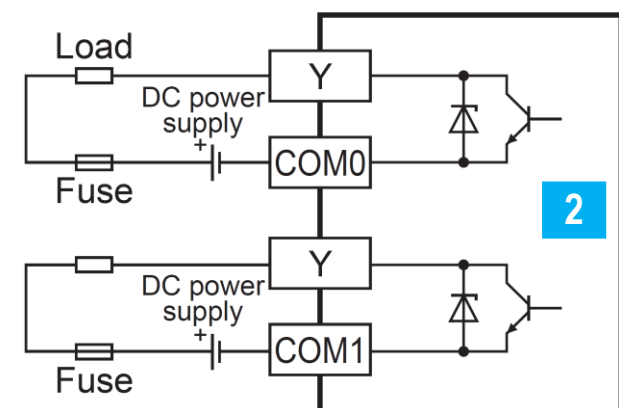 Load
Y
DC power
supply
+
COM0
Fuse
2
Y
DC power
supply
+
COM1
Fuse